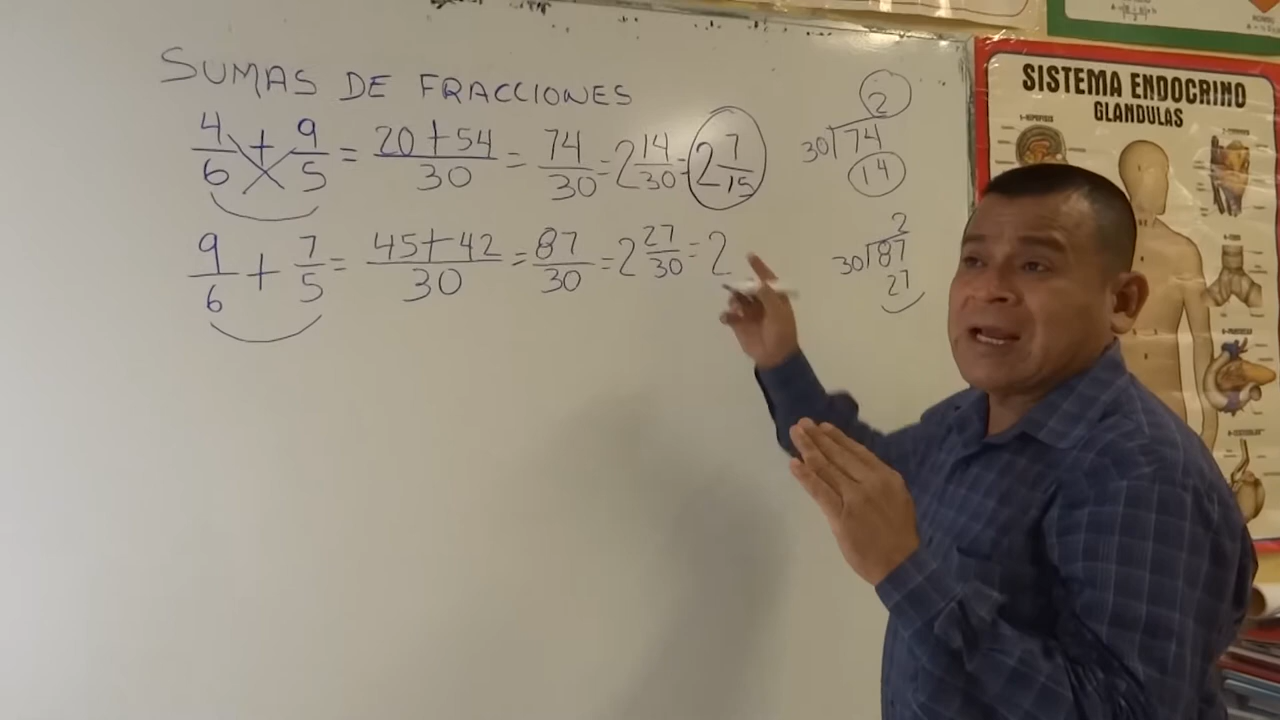 SUMAS DE FRACCIONES
4/6 + 9/5 = 20+54/30 = 74/30 = 2 14/30 = 2 7/15
9/6 + 7/5 = 45+42/30 = 87/30 = 2 27/30 = 2
2
30 74
14
2
30 87
27
SISTEMA ENDOCRINO
GLANDULAS